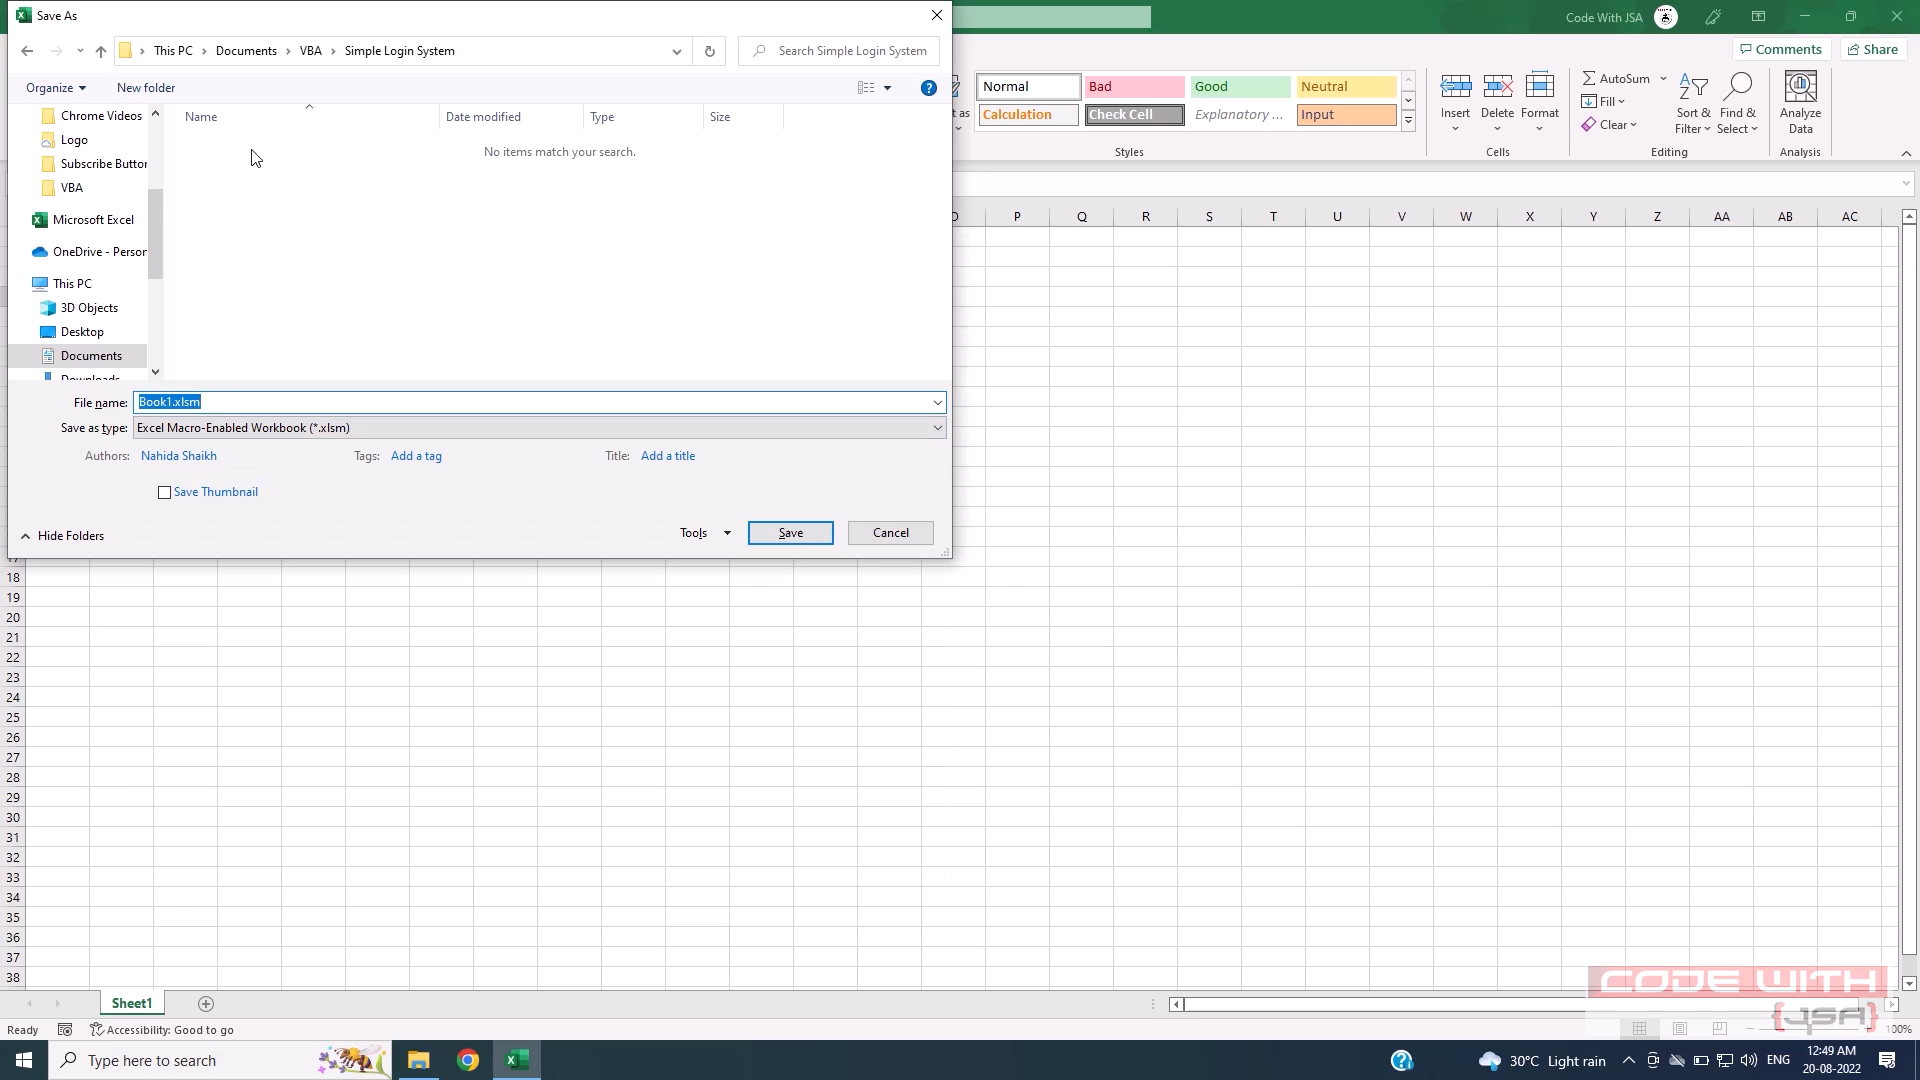 Save As
Code With JSA
This PC
Documents
VBA
Simple Login System
Search Simple Login System
Comments
Share
Organize
New folder
Normal
Bad
Good
Neutral
Calculation
Check Cell
Explanatory ...
Input
Insert
Delete
Format
AutoSum
Fill
Clear
Sort &
Filter
Find &
Select
Analyze
Data
Styles
Cells
Editing
Analysis
Name
Date modified
Type
Size
No items match your search.
Chrome Videos
Logo
Subscribe Buttor
VBA
Microsoft Excel
OneDrive - Person
This PC
3D Objects
Desktop
Documents
Downloads
P Q R S T U V W X Y Z AA AB AC
File name: Book1.xlsm
Save as type: Excel Macro-Enabled Workbook (*.xlsm)
Authors: Nahida Shaikh
Tags: Add a tag
Title: Add a title
Save Thumbnail
Hide Folders
Tools
Save
Cancel
18
19
20
21
22
23
24
25
26
27
28
29
30
31
32
33
34
35
36
37
38
CODE WITH
{JSA}
Sheet1
Ready
Accessibility: Good to go
100%
Type here to search
30°C Light rain
ENG
12:49 AM
20-08-2022